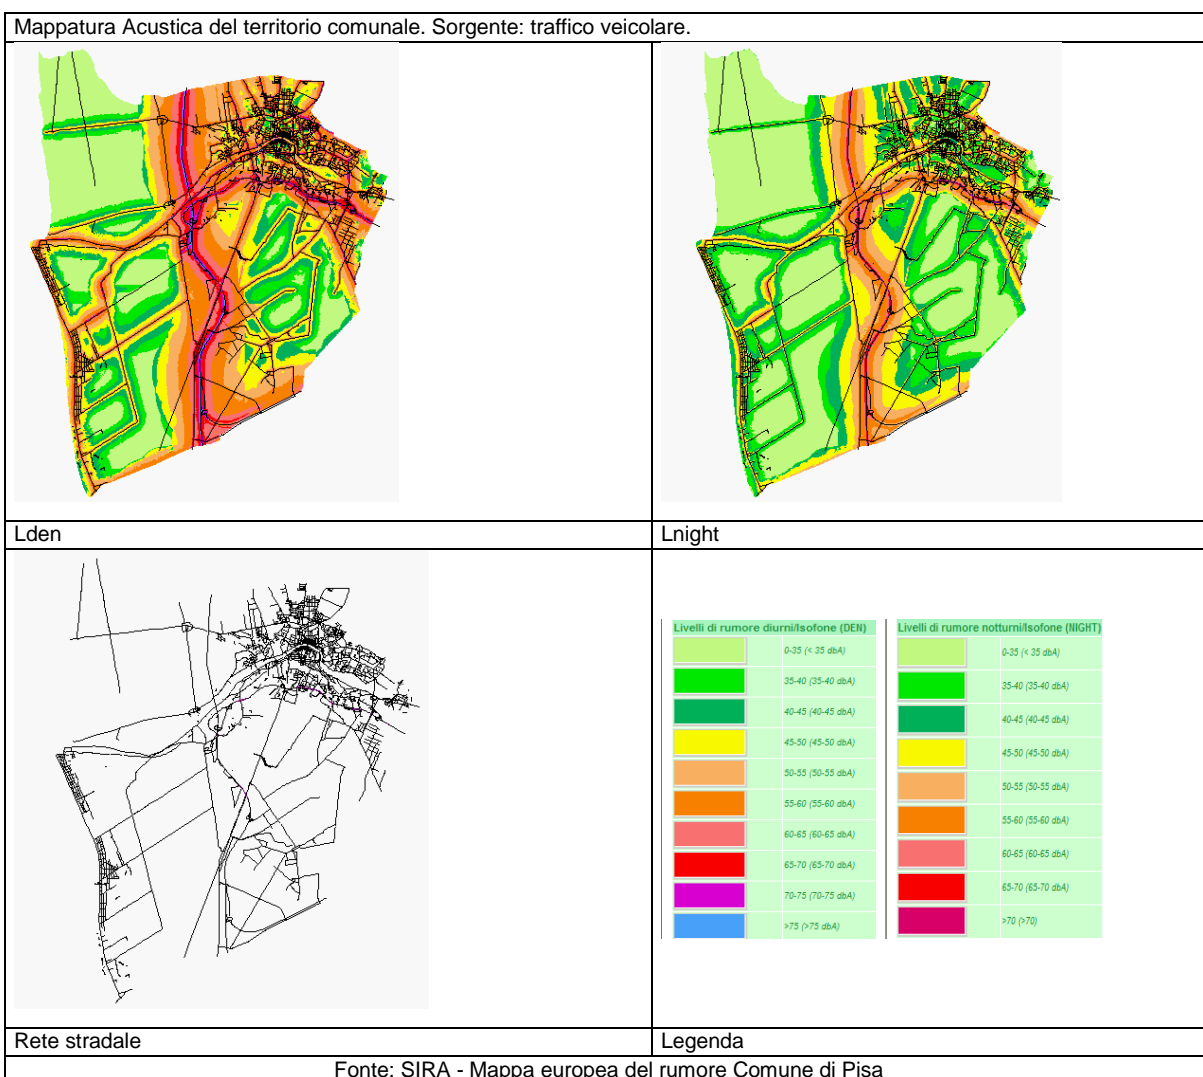 Mappatura Acustica del territorio comunale. Sorgente: traffico veicolare.
Lden
Lnight
Livelli di rumore diurni/Isofone (DEN)
0-35 (< 35 dbA)
35-40 (35-40 dbA)
40-45 (40-45 dbA)
45-50 (45-50 dbA)
50-55 (50-55 dbA)
55-60 (55-60 dbA)
60-65 (60-65 dbA)
65-70 (65-70 dbA)
70-75 (70-75 dbA)
>75 (>75 dbA)
Livelli di rumore notturni/Isofone (NIGHT)
0-35 (< 35 dbA)
35-40 (35-40 dbA)
40-45 (40-45 dbA)
45-50 (45-50 dbA)
50-55 (50-55 dbA)
55-60 (55-60 dbA)
60-65 (60-65 dbA)
65-70 (65-70 dbA)
>70 (>70)
Rete stradale
Legenda
Fonte: SIRA - Mappa europea del rumore Comune di Pisa